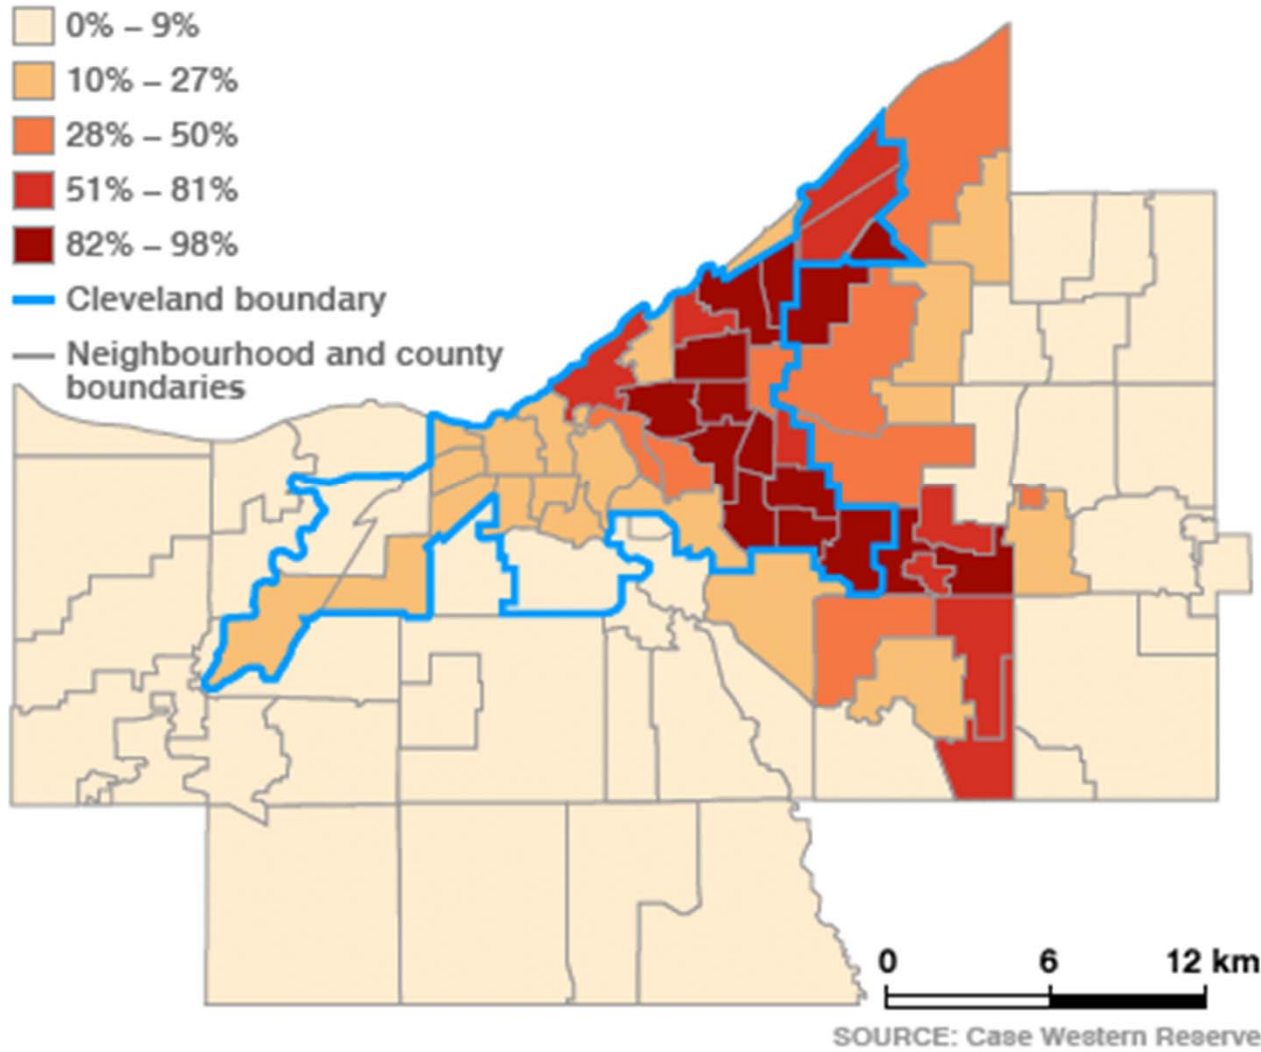 0% – 9%
10% – 27%
28% – 50%
51% – 81%
82% – 98%
Cleveland boundary
Neighbourhood and county
boundaries
0 6 12 km
SOURCE: Case Western Reserve